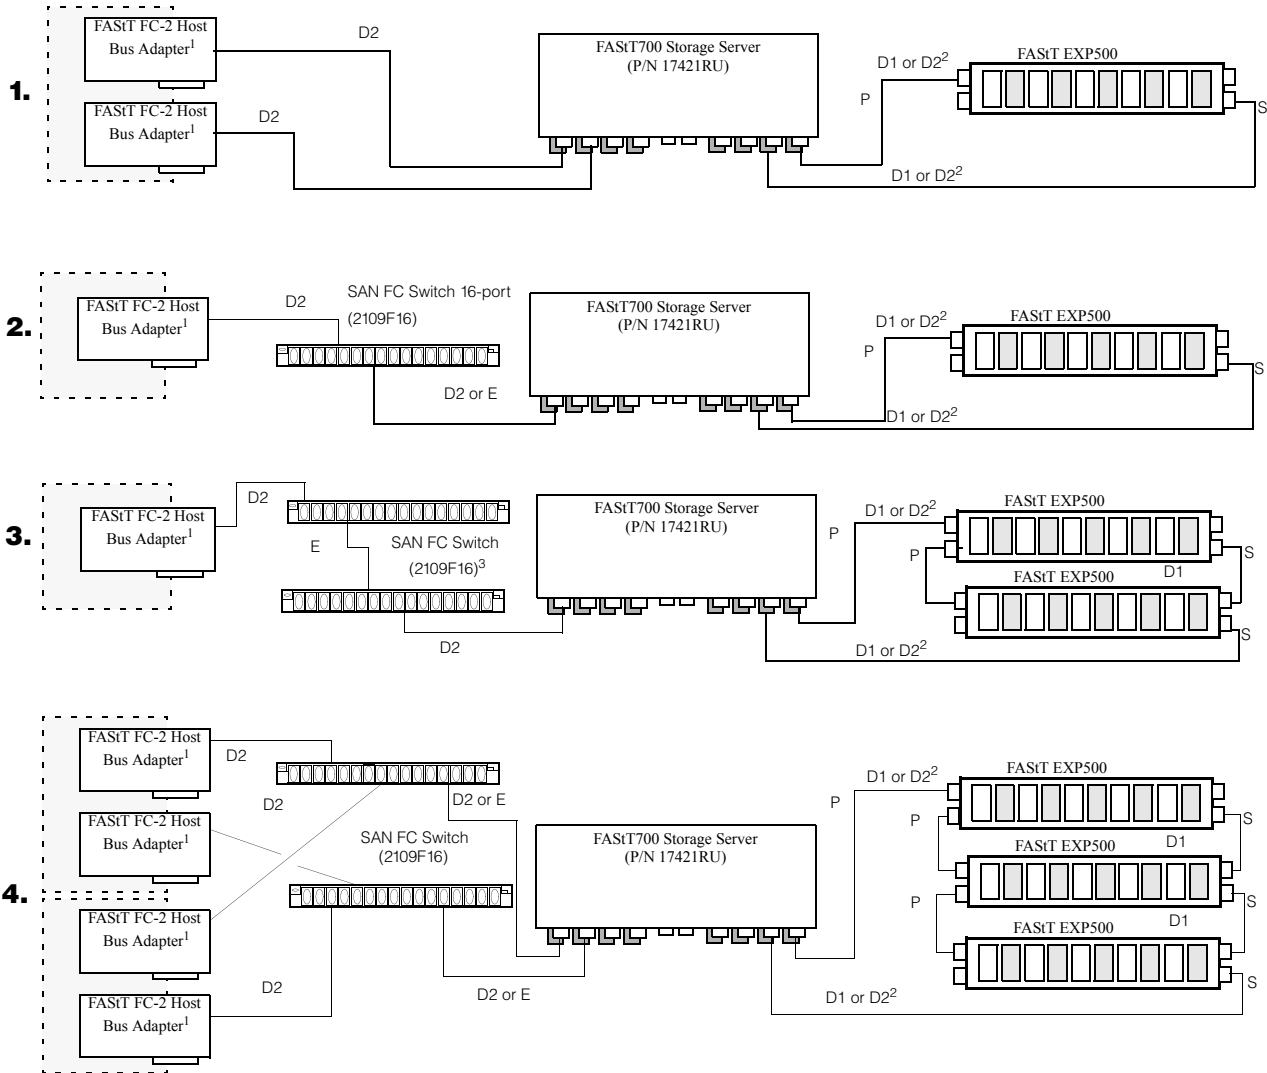 1.
FAStT FC-2 Host
Bus Adapter1
FAStT FC-2 Host
Bus Adapter1
D2
D2
FAStT700 Storage Server
(P/N 17421RU)
D1 or D2²
P
FAStT EXP500
S
D1 or D2²
2.
FAStT FC-2 Host
Bus Adapter1
D2
SAN FC Switch 16-port
(2109F16)
D2 or E
FAStT700 Storage Server
(P/N 17421RU)
D1 or D2²
P
FAStT EXP500
S
D1 or D2²
3.
FAStT FC-2 Host
Bus Adapter1
D2
E
SAN FC Switch
(2109F16)³
D2
FAStT700 Storage Server
(P/N 17421RU)
D1 or D2²
P
P
FAStT EXP500
S
D1
FAStT EXP500
S
D1 or D2²
4.
FAStT FC-2 Host
Bus Adapter1
FAStT FC-2 Host
Bus Adapter1
FAStT FC-2 Host
Bus Adapter1
FAStT FC-2 Host
Bus Adapter1
D2
D2
D2 or E
SAN FC Switch
(2109F16)
D2
D2 or E
FAStT700 Storage Server
(P/N 17421RU)
D1 or D2²
P
P
FAStT EXP500
S
D1
FAStT EXP500
P
S
D1
FAStT EXP500
S
D1 or D2²